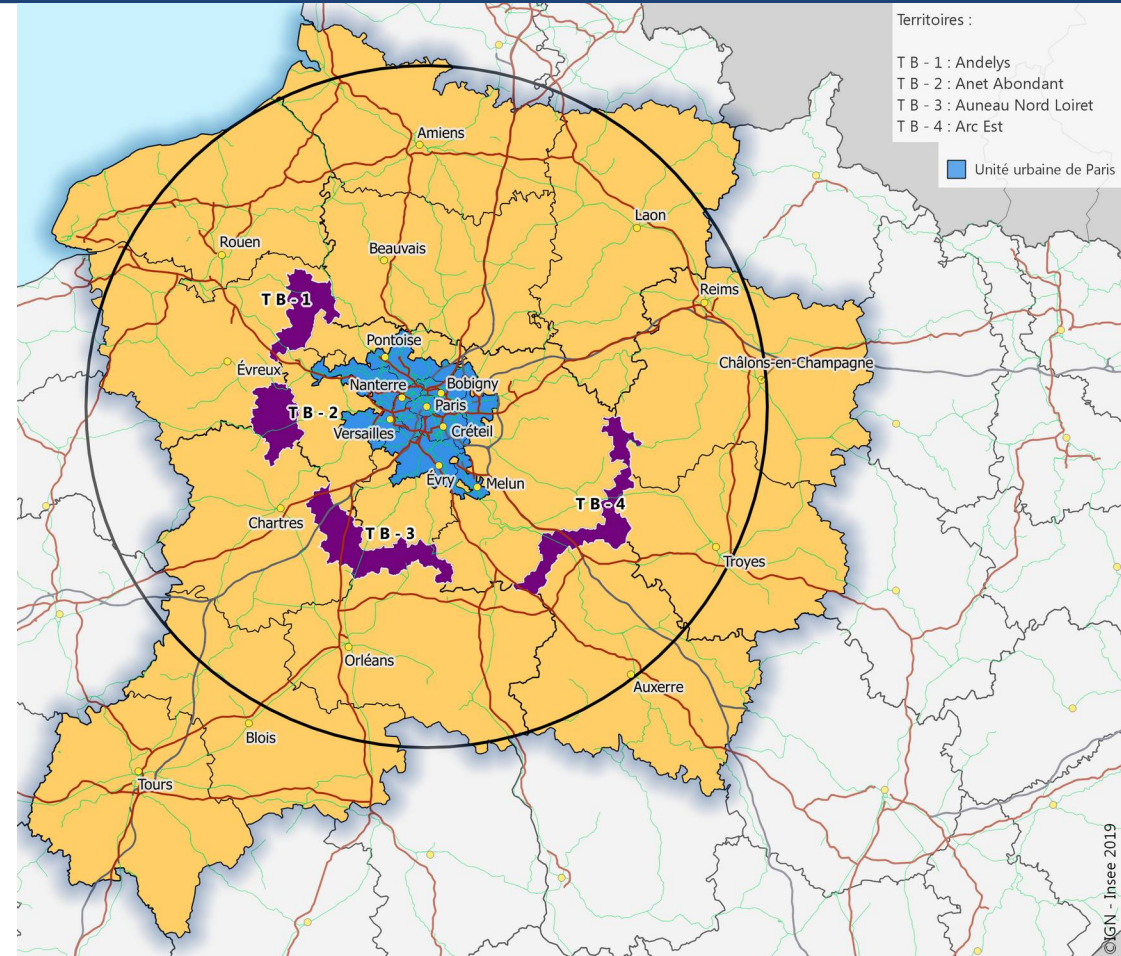 Territoires :
T B - 1 : Andelys
T B - 2 : Anet Abondant
T B - 3 : Auneau Nord Loiret
T B - 4 : Arc Est
Unité urbaine de Paris
Amiens
Laon
Rouen
Beauvais
Reims
T B - 1
Pontoise
Châlons-en-Champagne
Évreux
Nanterre
Bobigny
Paris
T B - 2
Versailles
Créteil
Évry
Melun
T B - 4
Chartres
T B - 3
Troyes
Orléans
Auxerre
Blois
Tours
©IGN - Insee 2019